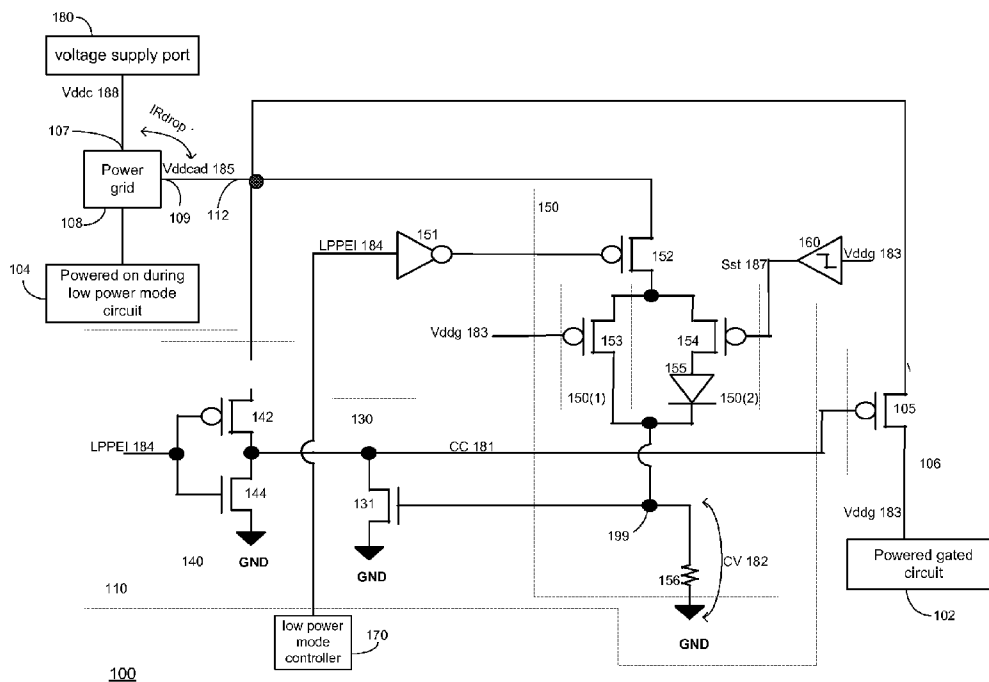 180
voltage supply port
Vddc 188
IRdrop
107
Vddcad 185
Power
grid
108
109
112
104
Powered on during
low power mode
circuit
150
LPPEI 184
151
152
160
Vddg 183
Sst 187
Vddg 183
153
154
155
150(1)
150(2)
142
130
105
LPPEI 184
CC 181
106
144
131
Vddg 183
GND
199
CV 182
140
GND
156
Powered gated
circuit
110
102
low power
mode
controller
170
GND
100